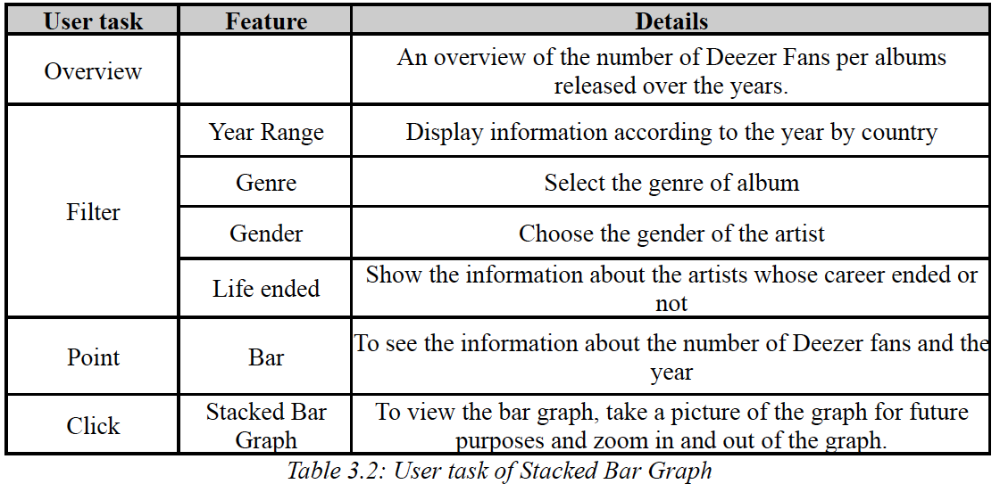 User task Feature Details
Overview
An overview of the number of Deezer Fans per albums
released over the years.
Filter
Year Range Display information according to the year by country
Genre Select the genre of album
Gender Choose the gender of the artist
Life ended
Show the information about the artists whose career ended or
not
Point Bar
To see the information about the number of Deezer fans and the
year
Click
Stacked Bar
Graph
To view the bar graph, take a picture of the graph for future
purposes and zoom in and out of the graph.
Table 3.2: User task of Stacked Bar Graph